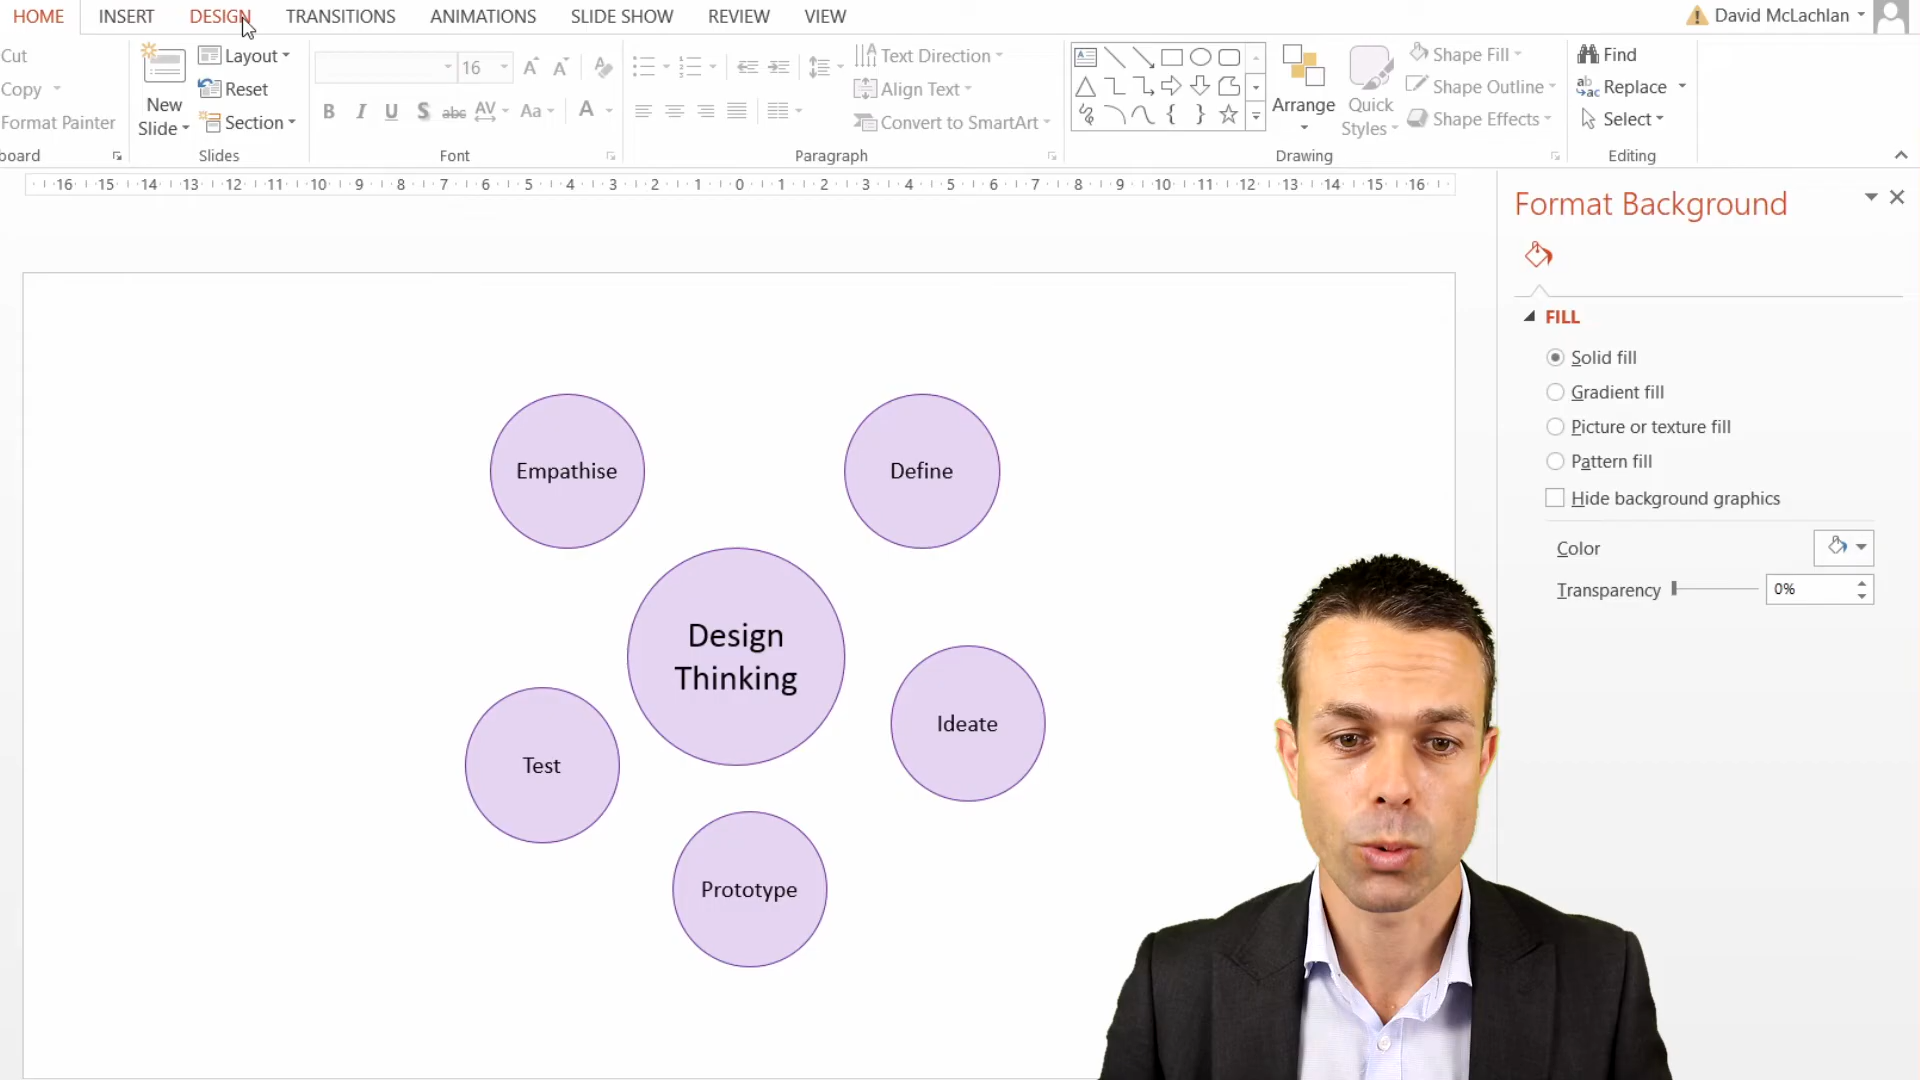 HOME INSERT DESIGN TRANSITIONS ANIMATIONS SLIDE SHOW REVIEW VIEW David McLachlan
Cut
Copy
Format Painter
board
New
Slide
Layout
Reset
Section
Slides
16
A A
B I U S abc AV Aa A
Font
Text Direction
Align Text
Convert to SmartArt
Paragraph
Arrange
Quick
Styles
Shape Fill
Shape Outline
Shape Effects
Drawing
Find
Replace
Select
Editing
16 15 14 13 12 11 10 9 8 7 6 5 4 3 2 1 0 1 2 3 4 5 6 7 8 9 10 11 12 13 14 15 16
Empathise
Define
Design
Thinking
Ideate
Test
Prototype
Format Background
FILL
Solid fill
Gradient fill
Picture or texture fill
Pattern fill
Hide background graphics
Color
Transparency 0%